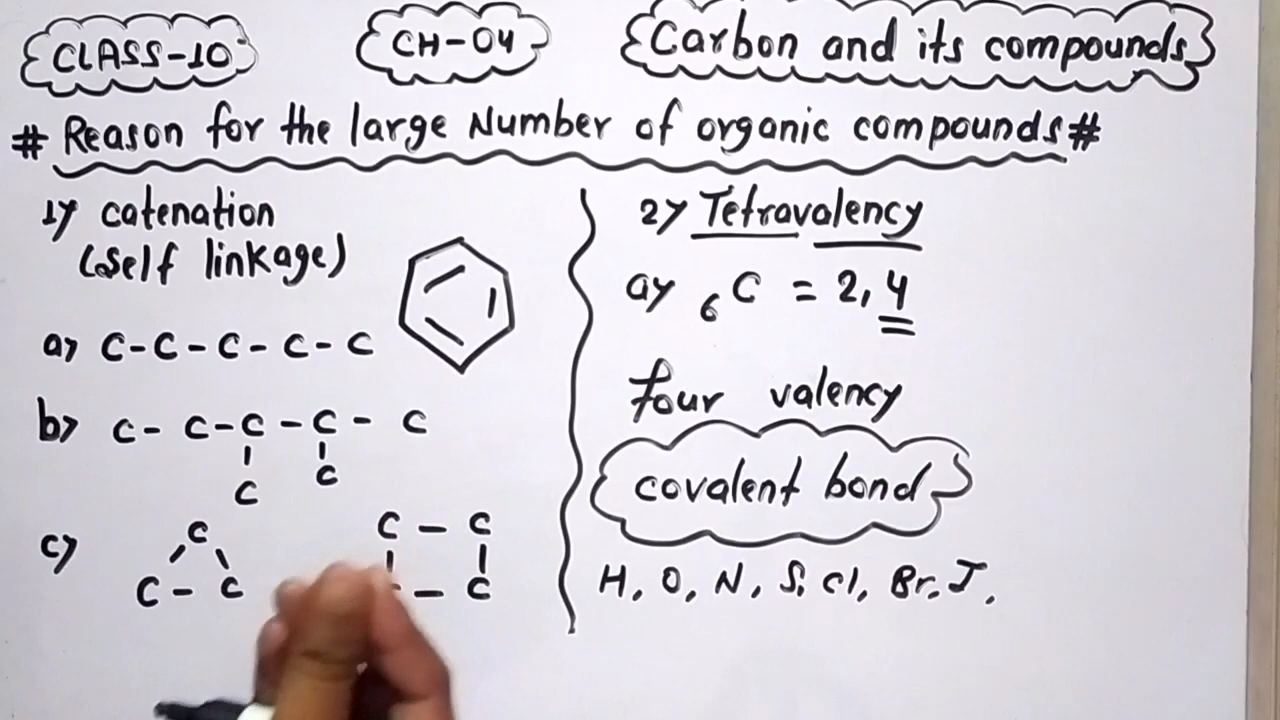 CLASS-10
CH-04
Carbon and its compounds
# Reason for the large Number of organic compounds #
1) catenation
(self linkage)
a) C-C-C-C-C
b) C-C-C-C-C
C C
c) C
C-C
C-C
-C
2) Tetravalency
a) ₆C = 2, 4
four valency
covalent bond
H, O, N, S, Cl, Br, I.